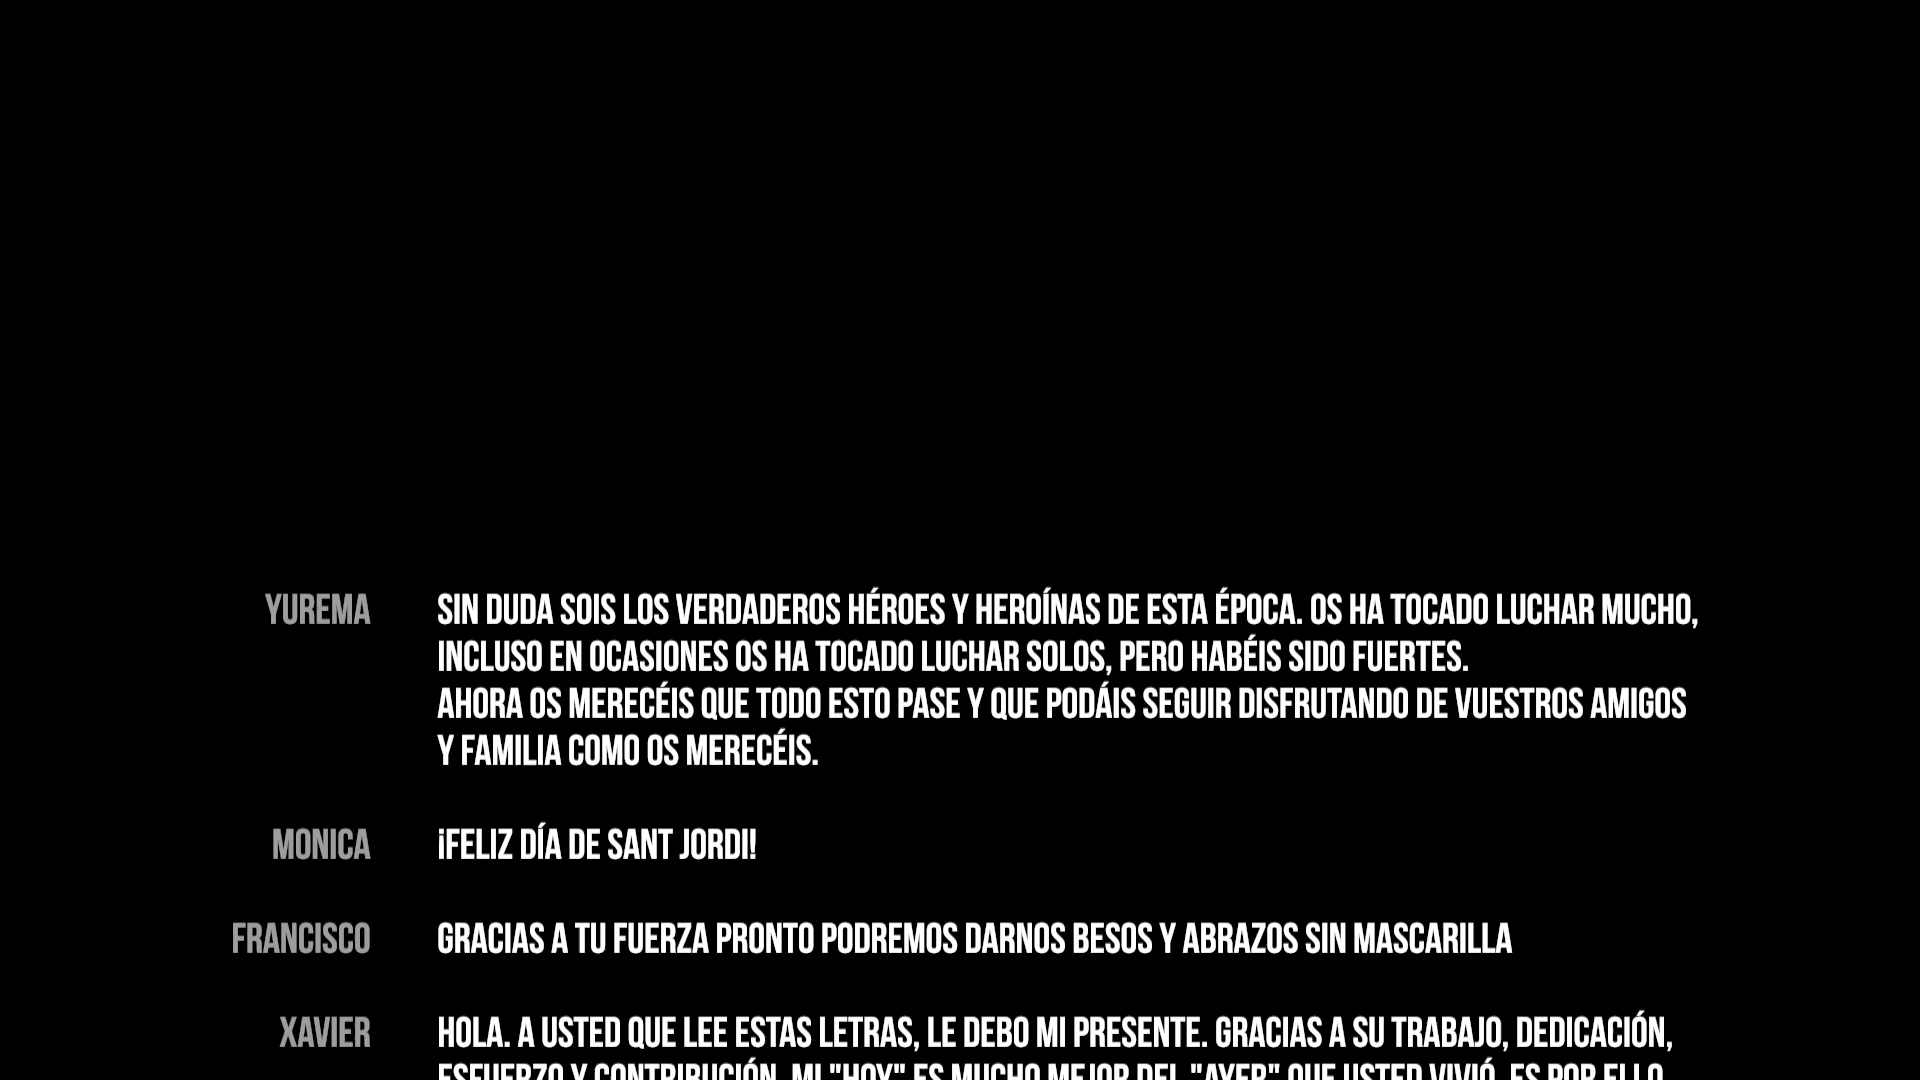 YUREMA SIN DUDA SOIS LOS VERDADEROS HÉROES Y HEROÍNAS DE ESTA ÉPOCA. OS HA TOCADO LUCHAR MUCHO,
INCLUSO EN OCASIONES OS HA TOCADO LUCHAR SOLOS, PERO HABÉIS SIDO FUERTES.
AHORA OS MERECÉIS QUE TODO ESTO PASE Y QUE PODÁIS SEGUIR DISFRUTANDO DE VUESTROS AMIGOS
Y FAMILIA COMO OS MERECÉIS.
MONICA ¡FELIZ DÍA DE SANT JORDI!
FRANCISCO GRACIAS A TU FUERZA PRONTO PODREMOS DARNOS BESOS Y ABRAZOS SIN MASCARILLA
XAVIER HOLA. A USTED QUE LEE ESTAS LETRAS, LE DEBO MI PRESENTE. GRACIAS A SU TRABAJO, DEDICACIÓN,
ESFUERZO Y CONTRIBUCIÓN, MI "HOY" ES MUCHO MEJOR DEL "AYER" QUE USTED VIVIÓ. ES POR ELLO